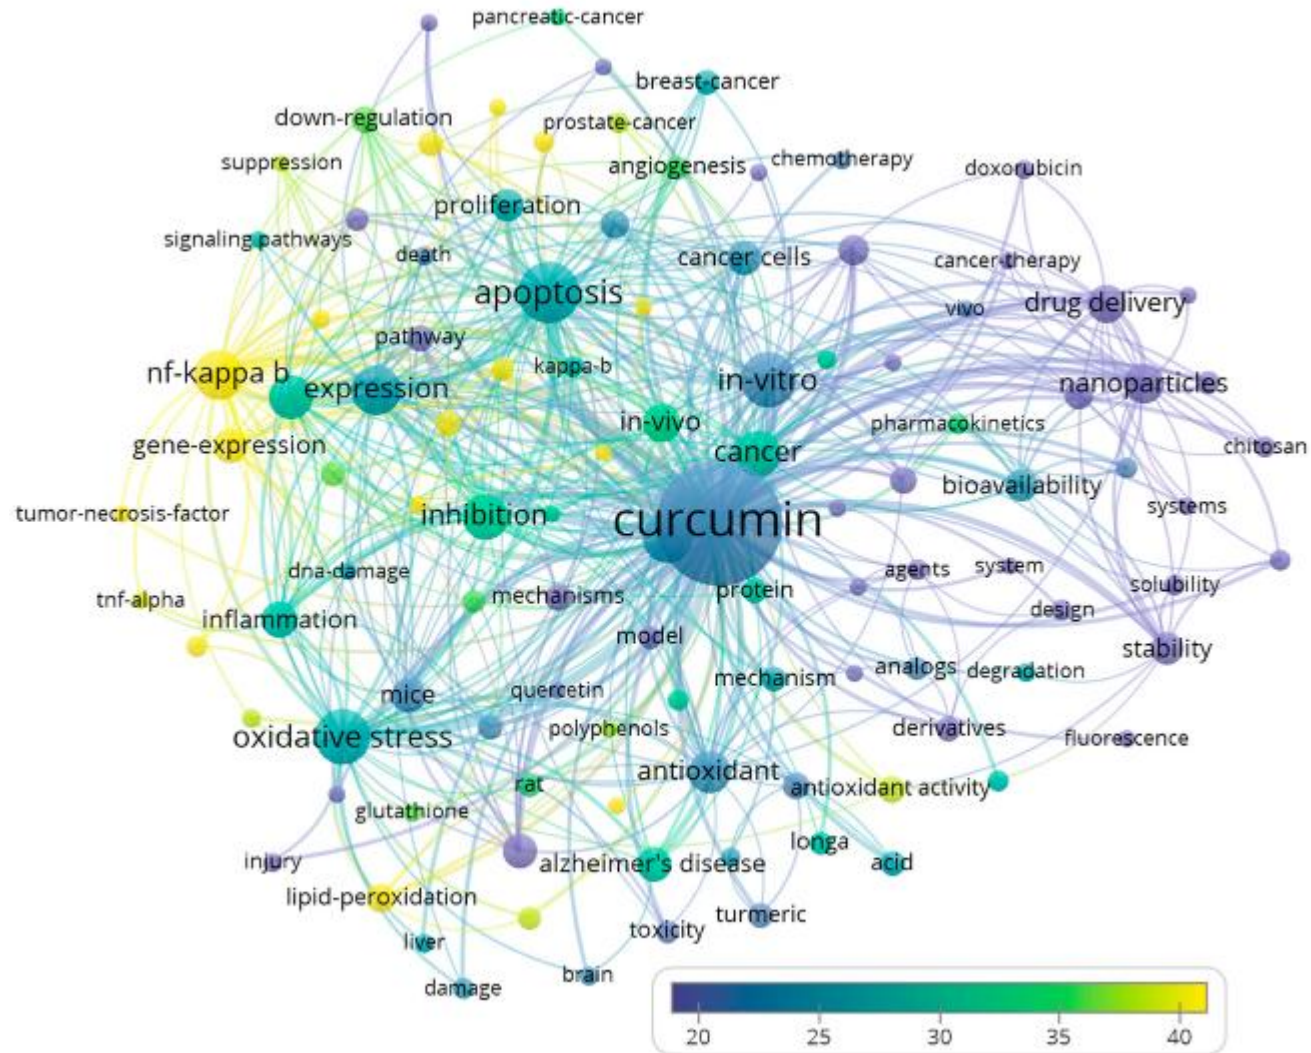 pancreatic-cancer
breast-cancer
down-regulation
prostate-cancer
suppression
angiogenesis
chemotherapy
doxorubicin
proliferation
signaling pathways
death
cancer cells
cancer-therapy
apoptosis
vivo
drug delivery
pathway
nf-kappa b
expression
kappa-b
in-vitro
nanoparticles
in-vivo
pharmacokinetics
gene-expression
cancer
chitosan
bioavailability
tumor-necrosis-factor
inhibition
curcumin
systems
dna-damage
agents
system
solubility
tnf-alpha
mechanisms
protein
design
inflammation
model
stability
mechanism
analogs
degradation
mice
quercetin
oxidative stress
polyphenols
derivatives
fluorescence
antioxidant
rat
antioxidant activity
glutathione
longa
injury
alzheimer's disease
acid
lipid-peroxidation
turmeric
toxicity
liver
brain
damage
20 25 30 35 40